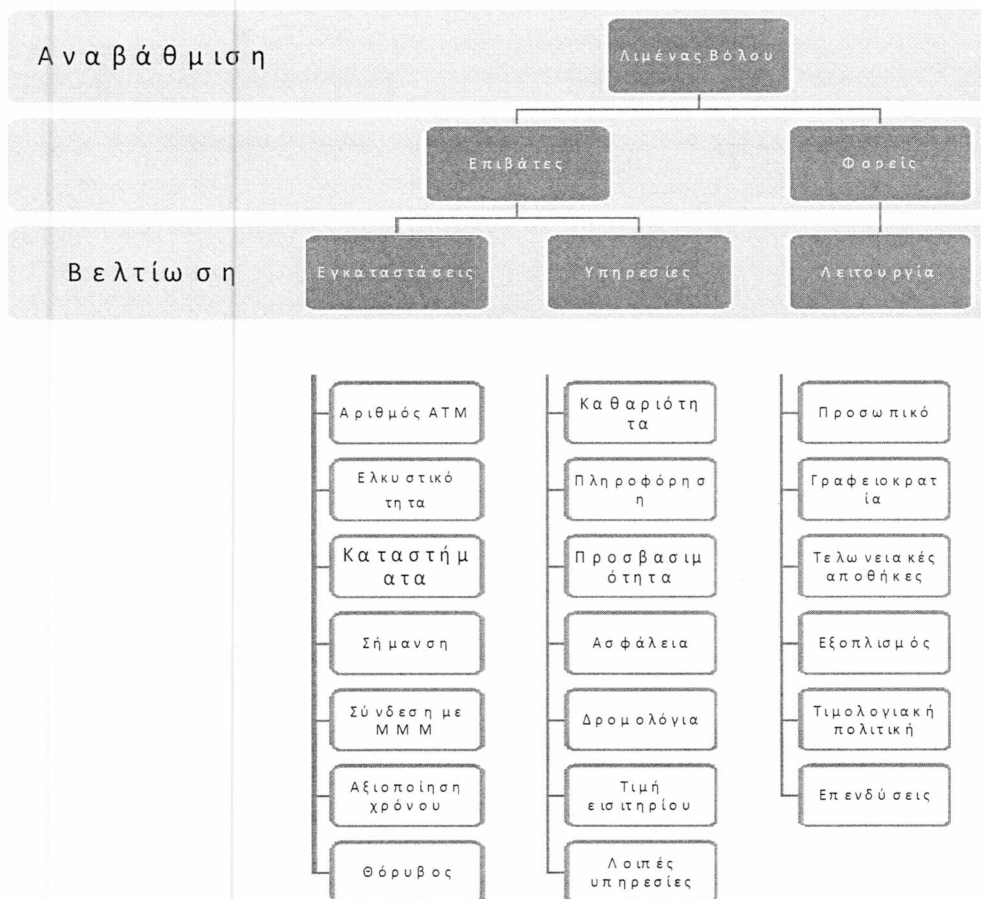 Αναβάθμιση
Λιμένας Βόλου
Επιβάτες
Φορείς
Βελτίωση
Εγκαταστάσεις
Υπηρεσίες
Λειτουργία
Αριθμός ΑΤΜ
Ελκυστικό
τητα
Καταστήμ
ατα
Σήμανση
Σύνδεση με
ΜΜΜ
Αξιοποίηση
χρόνου
Θόρυβος
Καθαριότη
τα
Πληροφόρησ
η
Προσβασιμ
ότητα
Ασφάλεια
Δρομολόγια
Τιμή
εισιτηρίου
Λοιπές
υπηρεσίες
Προσωπικό
Γραφειοκρατ
ία
Τελωνειακές
αποθήκες
Εξοπλισμός
Τιμολογιακή
πολιτική
Επενδύσεις